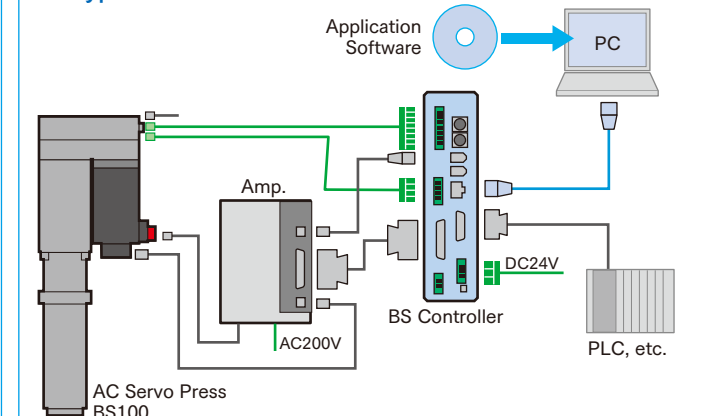 Application
Software
PC
Amp.
DC24V
BS Controller
AC200V
PLC, etc.
AC Servo Press
BS100